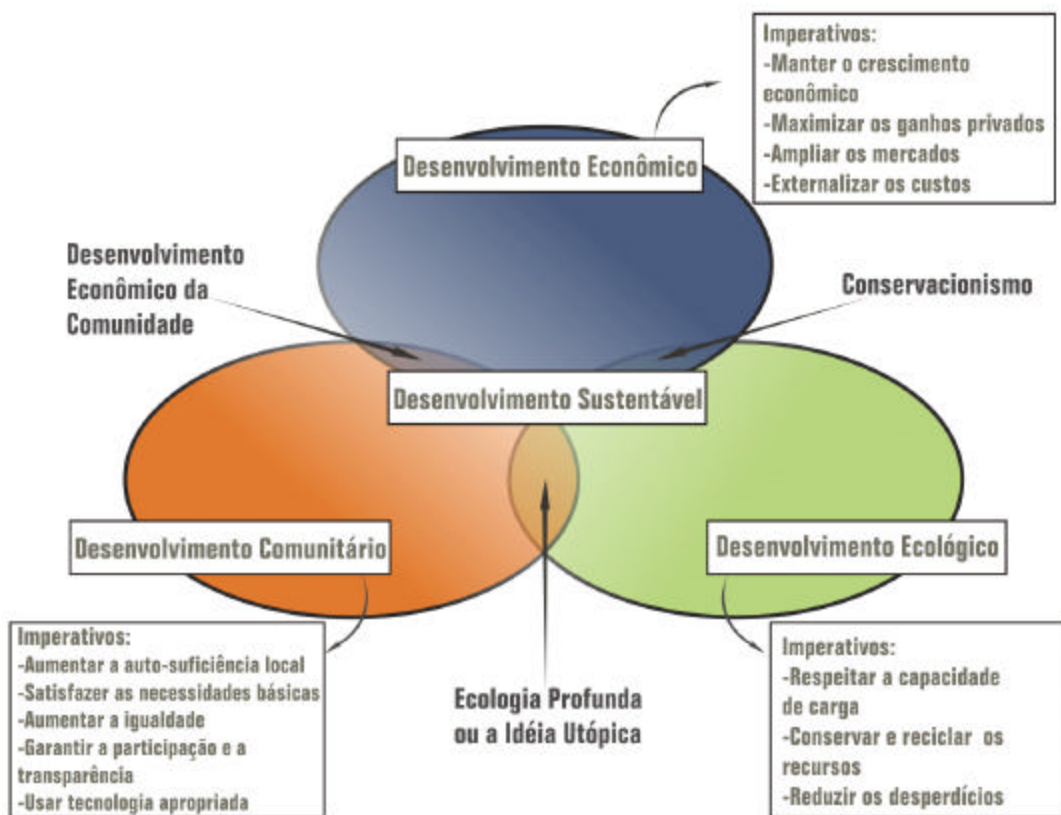 Imperativos:
-Manter o crescimento
econômico
-Maximizar os ganhos privados
-Ampliar os mercados
-Externalizar os custos
Desenvolvimento Econômico
Desenvolvimento
Econômico da
Comunidade
Conservacionismo
Desenvolvimento Sustentável
Desenvolvimento Comunitário
Desenvolvimento Ecológico
Imperativos:
-Aumentar a auto-suficiência local
-Satisfazer as necessidades básicas
-Aumentar a igualdade
-Garantir a participação e a
transparência
-Usar tecnologia apropriada
Ecologia Profunda
ou a Idéia Utópica
Imperativos:
-Respeitar a capacidade
de carga
-Conservar e reciclar os
recursos
-Reduzir os desperdícios